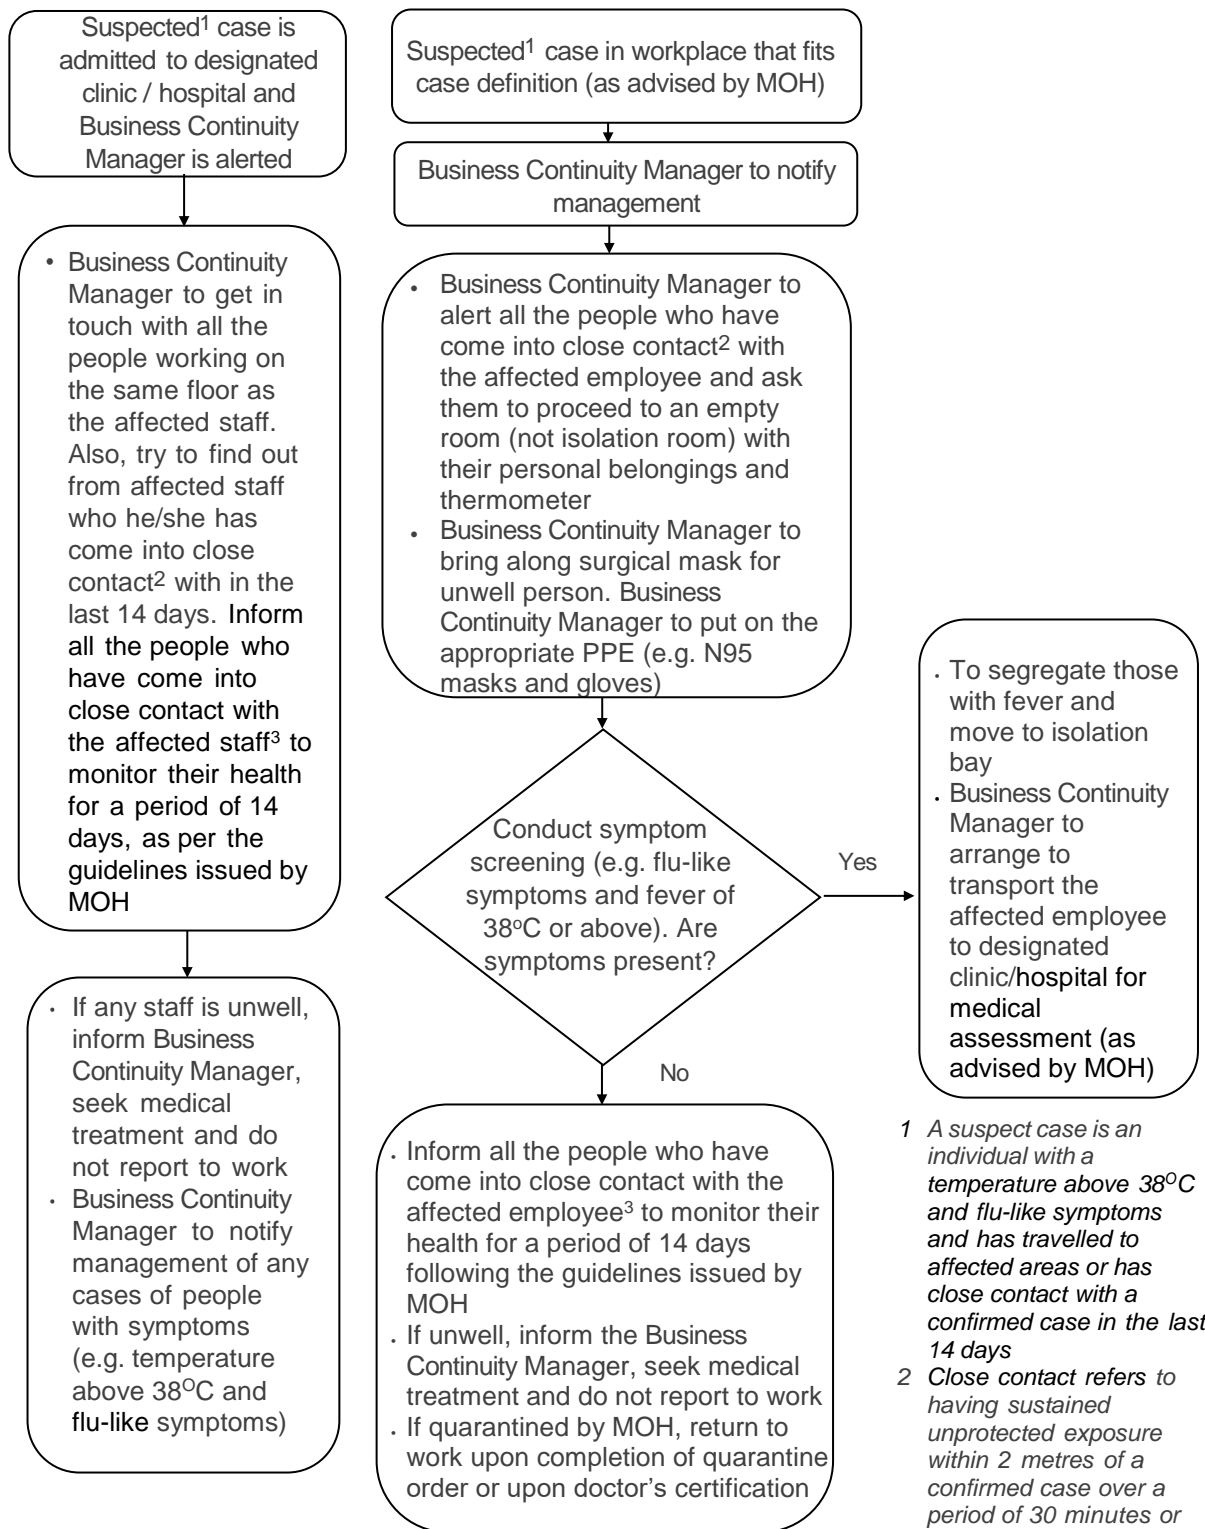 Suspected1 case is
admitted to designated
clinic / hospital and
Business Continuity
Manager is alerted
• Business Continuity
Manager to get in
touch with all the
people working on
the same floor as
the affected staff.
Also, try to find out
from affected staff
who he/she has
come into close
contact2 with in the
last 14 days. Inform
all the people who
have come into
close contact with
the affected staff3 to
monitor their health
for a period of 14
days, as per the
guidelines issued by
MOH
• If any staff is unwell,
inform Business
Continuity Manager,
seek medical
treatment and do
not report to work
• Business Continuity
Manager to notify
management of any
cases of people
with symptoms
(e.g. temperature
above 38OC and
flu-like symptoms)
Suspected1 case in workplace that fits
case definition (as advised by MOH)
Business Continuity Manager to notify
management
• Business Continuity Manager to
alert all the people who have
come into close contact2 with
the affected employee and ask
them to proceed to an empty
room (not isolation room) with
their personal belongings and
thermometer
• Business Continuity Manager to
bring along surgical mask for
unwell person. Business
Continuity Manager to put on the
appropriate PPE (e.g. N95
masks and gloves)
Conduct symptom
screening (e.g. flu-like
symptoms and fever of
38oC or above). Are
symptoms present?
Yes
No
• Inform all the people who have
come into close contact with the
affected employee3 to monitor their
health for a period of 14 days
following the guidelines issued by
MOH
• If unwell, inform the Business
Continuity Manager, seek medical
treatment and do not report to work
• If quarantined by MOH, return to
work upon completion of quarantine
order or upon doctor’s certification
• To segregate those
with fever and
move to isolation
bay
• Business Continuity
Manager to
arrange to
transport the
affected employee
to designated
clinic/hospital for
medical
assessment (as
advised by MOH)
1 A suspect case is an
individual with a
temperature above 38OC
and flu-like symptoms
and has travelled to
affected areas or has
close contact with a
confirmed case in the last
14 days
2 Close contact refers to
having sustained
unprotected exposure
within 2 metres of a
confirmed case over a
period of 30 minutes or